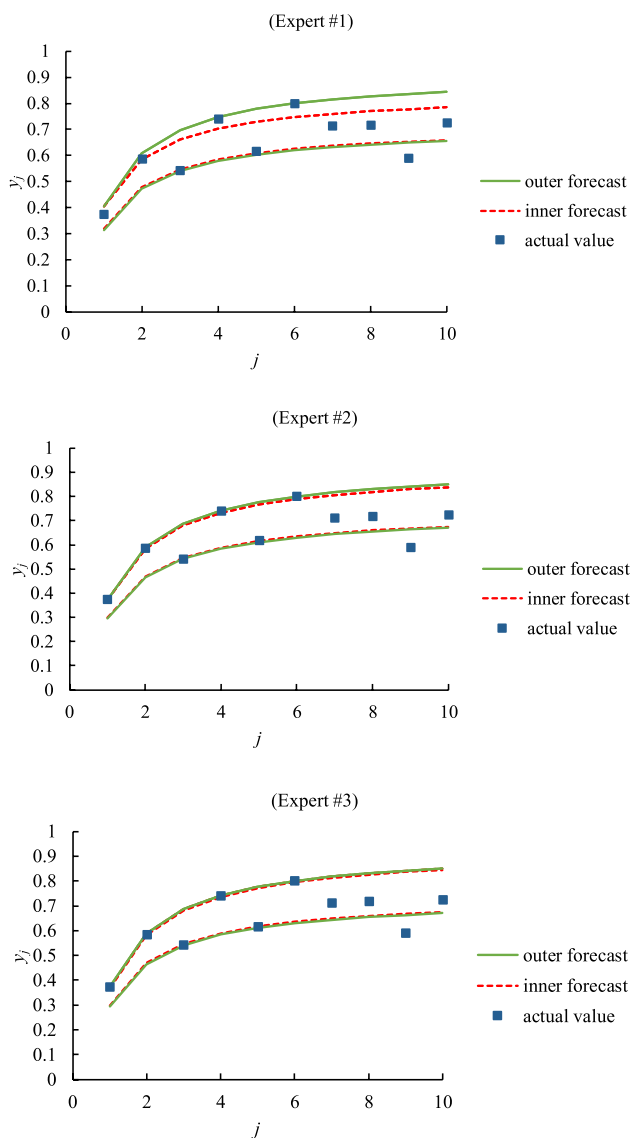 (Expert #1)
1
0.9
0.8
0.7
0.6
0.5
0.4
0.3
0.2
0.1
0
yj
0 2 4 6 8 10
j
outer forecast
inner forecast
actual value
(Expert #2)
1
0.9
0.8
0.7
0.6
0.5
0.4
0.3
0.2
0.1
0
yj
0 2 4 6 8 10
j
outer forecast
inner forecast
actual value
(Expert #3)
1
0.9
0.8
0.7
0.6
0.5
0.4
0.3
0.2
0.1
0
yj
0 2 4 6 8 10
j
outer forecast
inner forecast
actual value